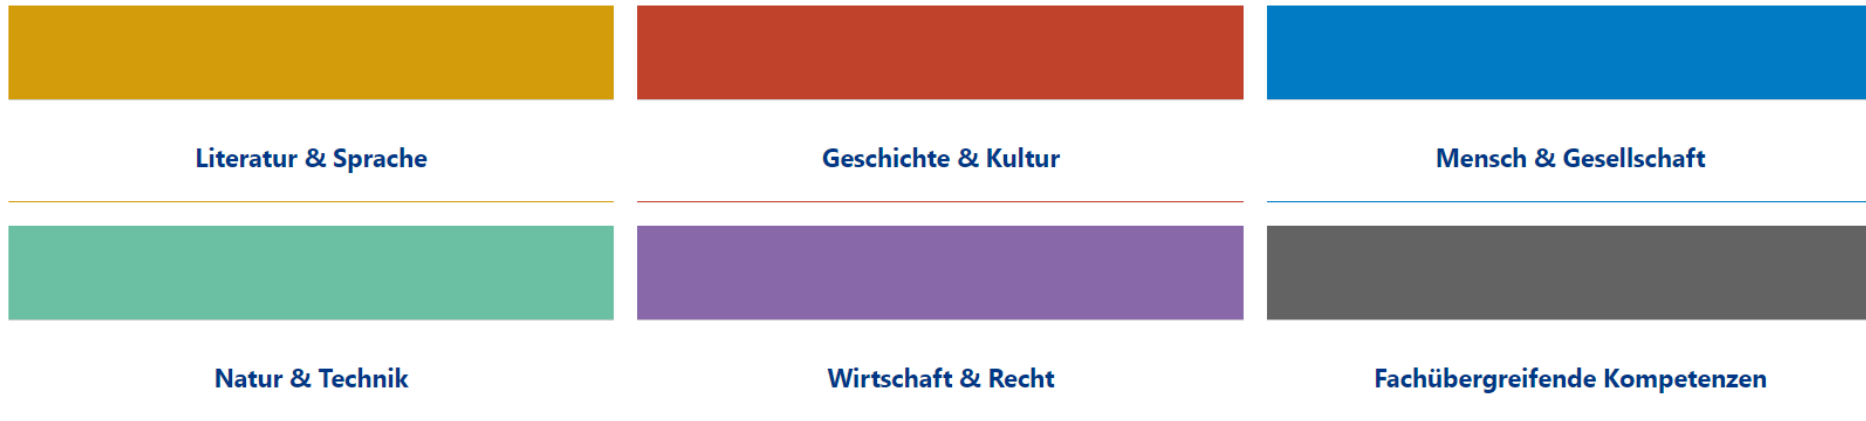 Literatur & Sprache
Geschichte & Kultur
Mensch & Gesellschaft
Natur & Technik
Wirtschaft & Recht
Fachübergreifende Kompetenzen